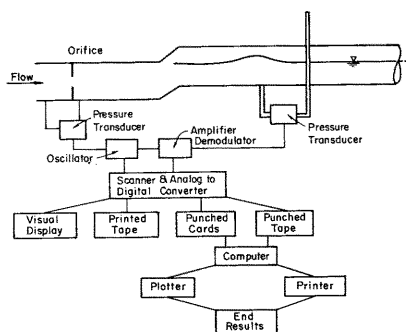 Orifice
Flow
Pressure
Transducer
Oscillator
Amplifier
Demodulator
Pressure
Transducer
Scanner & Analog to
Digital Converter
Visual
Display
Printed
Tape
Punched
Cards
Punched
Tape
Computer
Plotter
Printer
End
Results